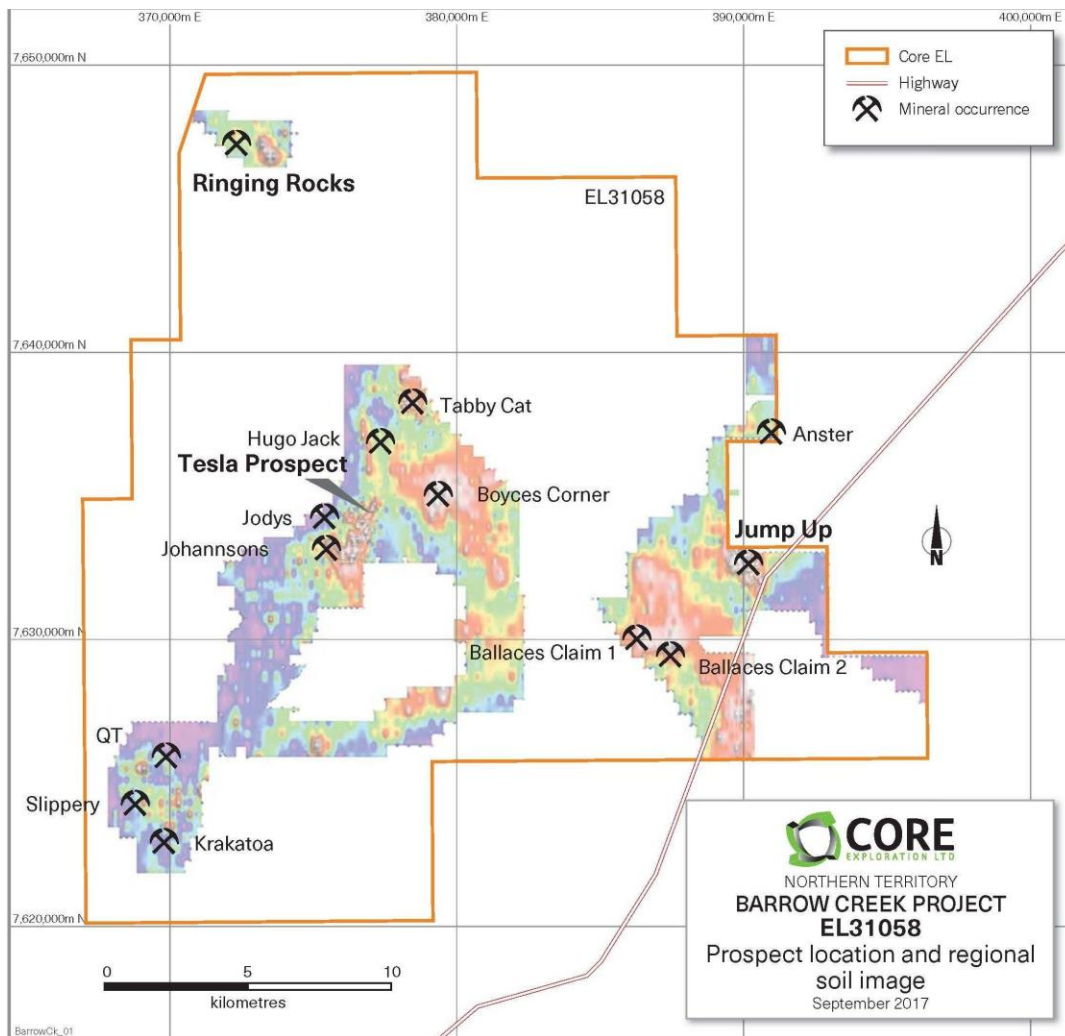 370,000m E
380,000m E
390,000m E
400,000m E
7,650,000m N
Core EL
Highway
Mineral occurrence
Ringing Rocks
EL31058
7,640,000m N
Tabby Cat
Hugo Jack
Anster
Tesla Prospect
Boyces Corner
Jodys
Jump Up
Johannsons
N
7,630,000m N
Ballaces Claim 1
Ballaces Claim 2
QT
Slippery
Krakatoa
7,620,000m N
0
5
10
kilometres
CORE
EXPLORATION LTD
NORTHERN TERRITORY
BARROW CREEK PROJECT
EL31058
Prospect location and regional
soil image
September 2017
BarrowCk_01